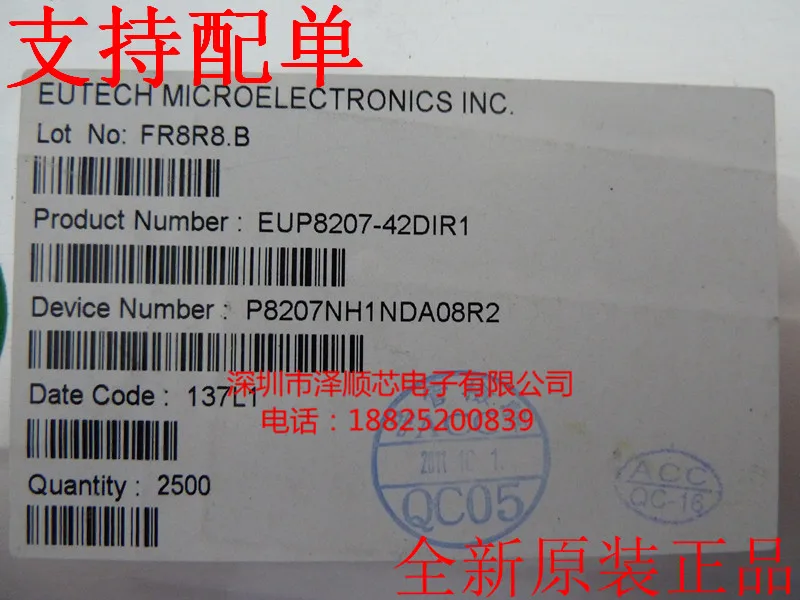 支持配单
EUTECH MICROELECTRONICS INC.
Lot No: FR8R8.B
Product Number : EUP8207-42DIR1
Device Number : P8207NH1NDA08R2
深圳市泽顺芯电子有限公司
Date Code : 137L1
电话：18825200839
2011 10 1.
QC05
ACC
QC-16
Quantity : 2500
全新原装正品